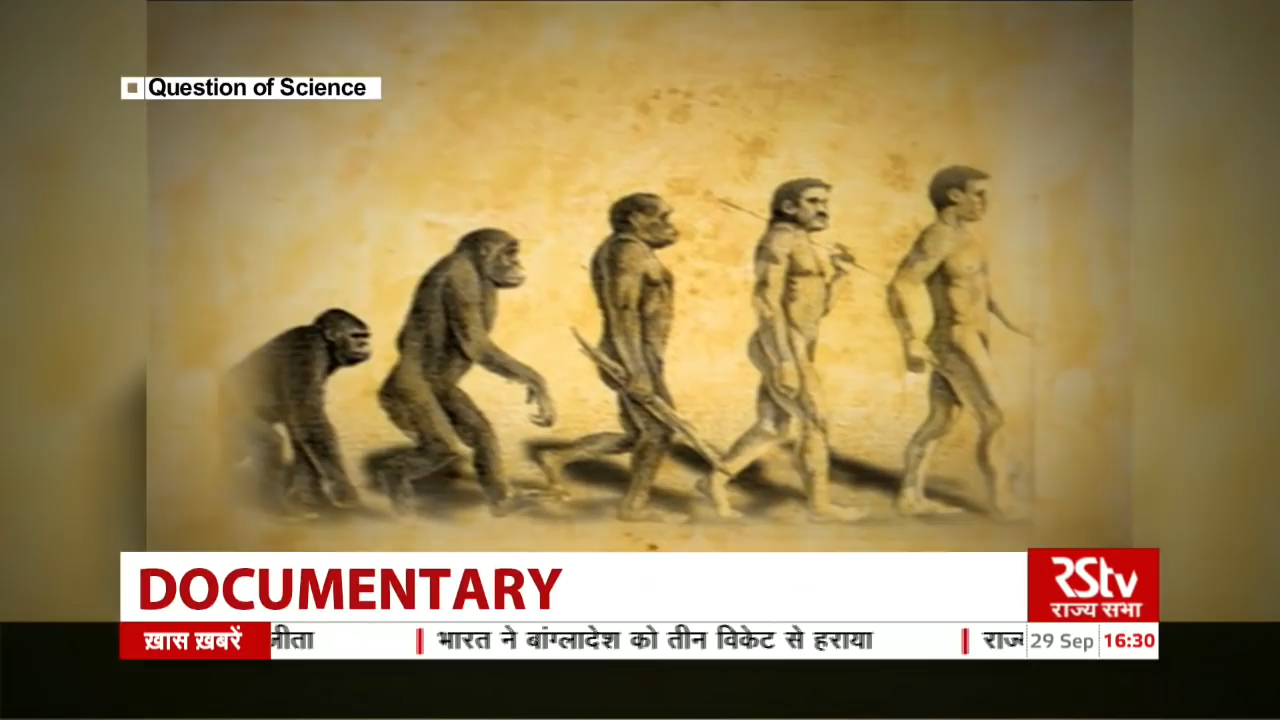 Question of Science
DOCUMENTARY
RStv
राज्य सभा
ख़ास ख़बरें
जीता | भारत ने बांग्लादेश को तीन विकेट से हराया |
29 Sep 16:30